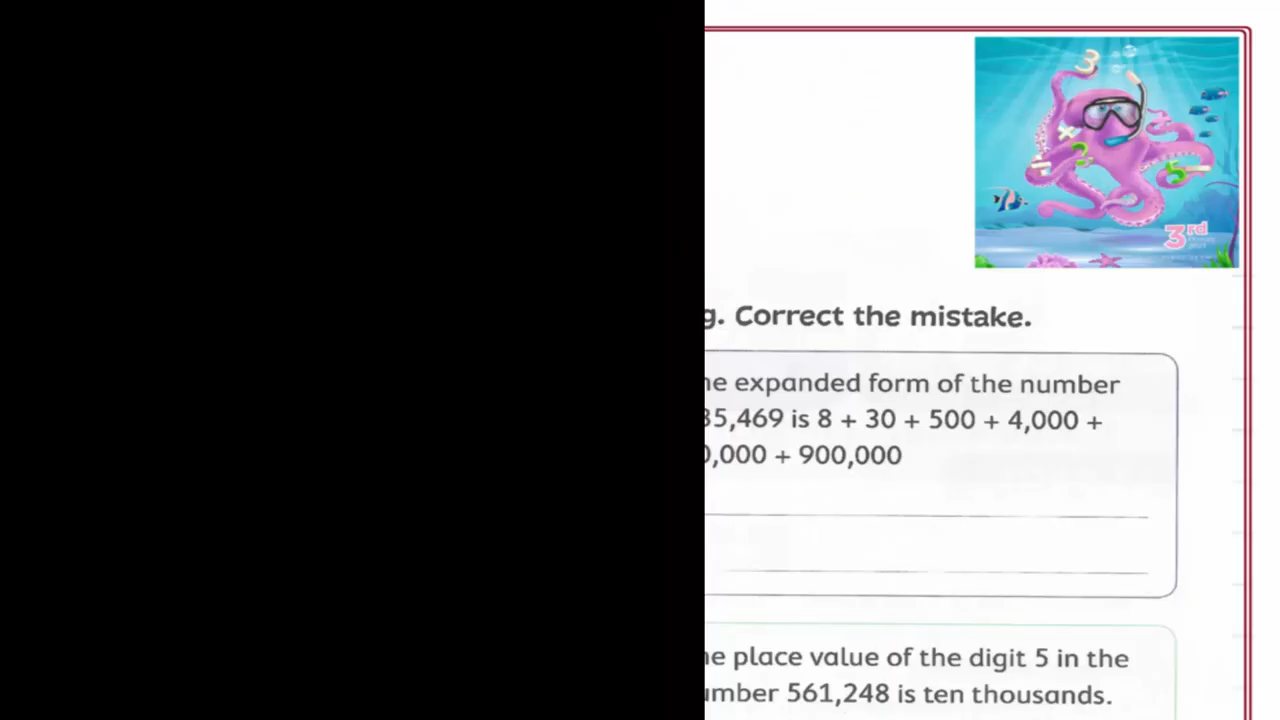 3
3rd
g. Correct the mistake.
he expanded form of the number
35,469 is 8 + 30 + 500 + 4,000 +
0,000 + 900,000
he place value of the digit 5 in the
umber 561,248 is ten thousands.